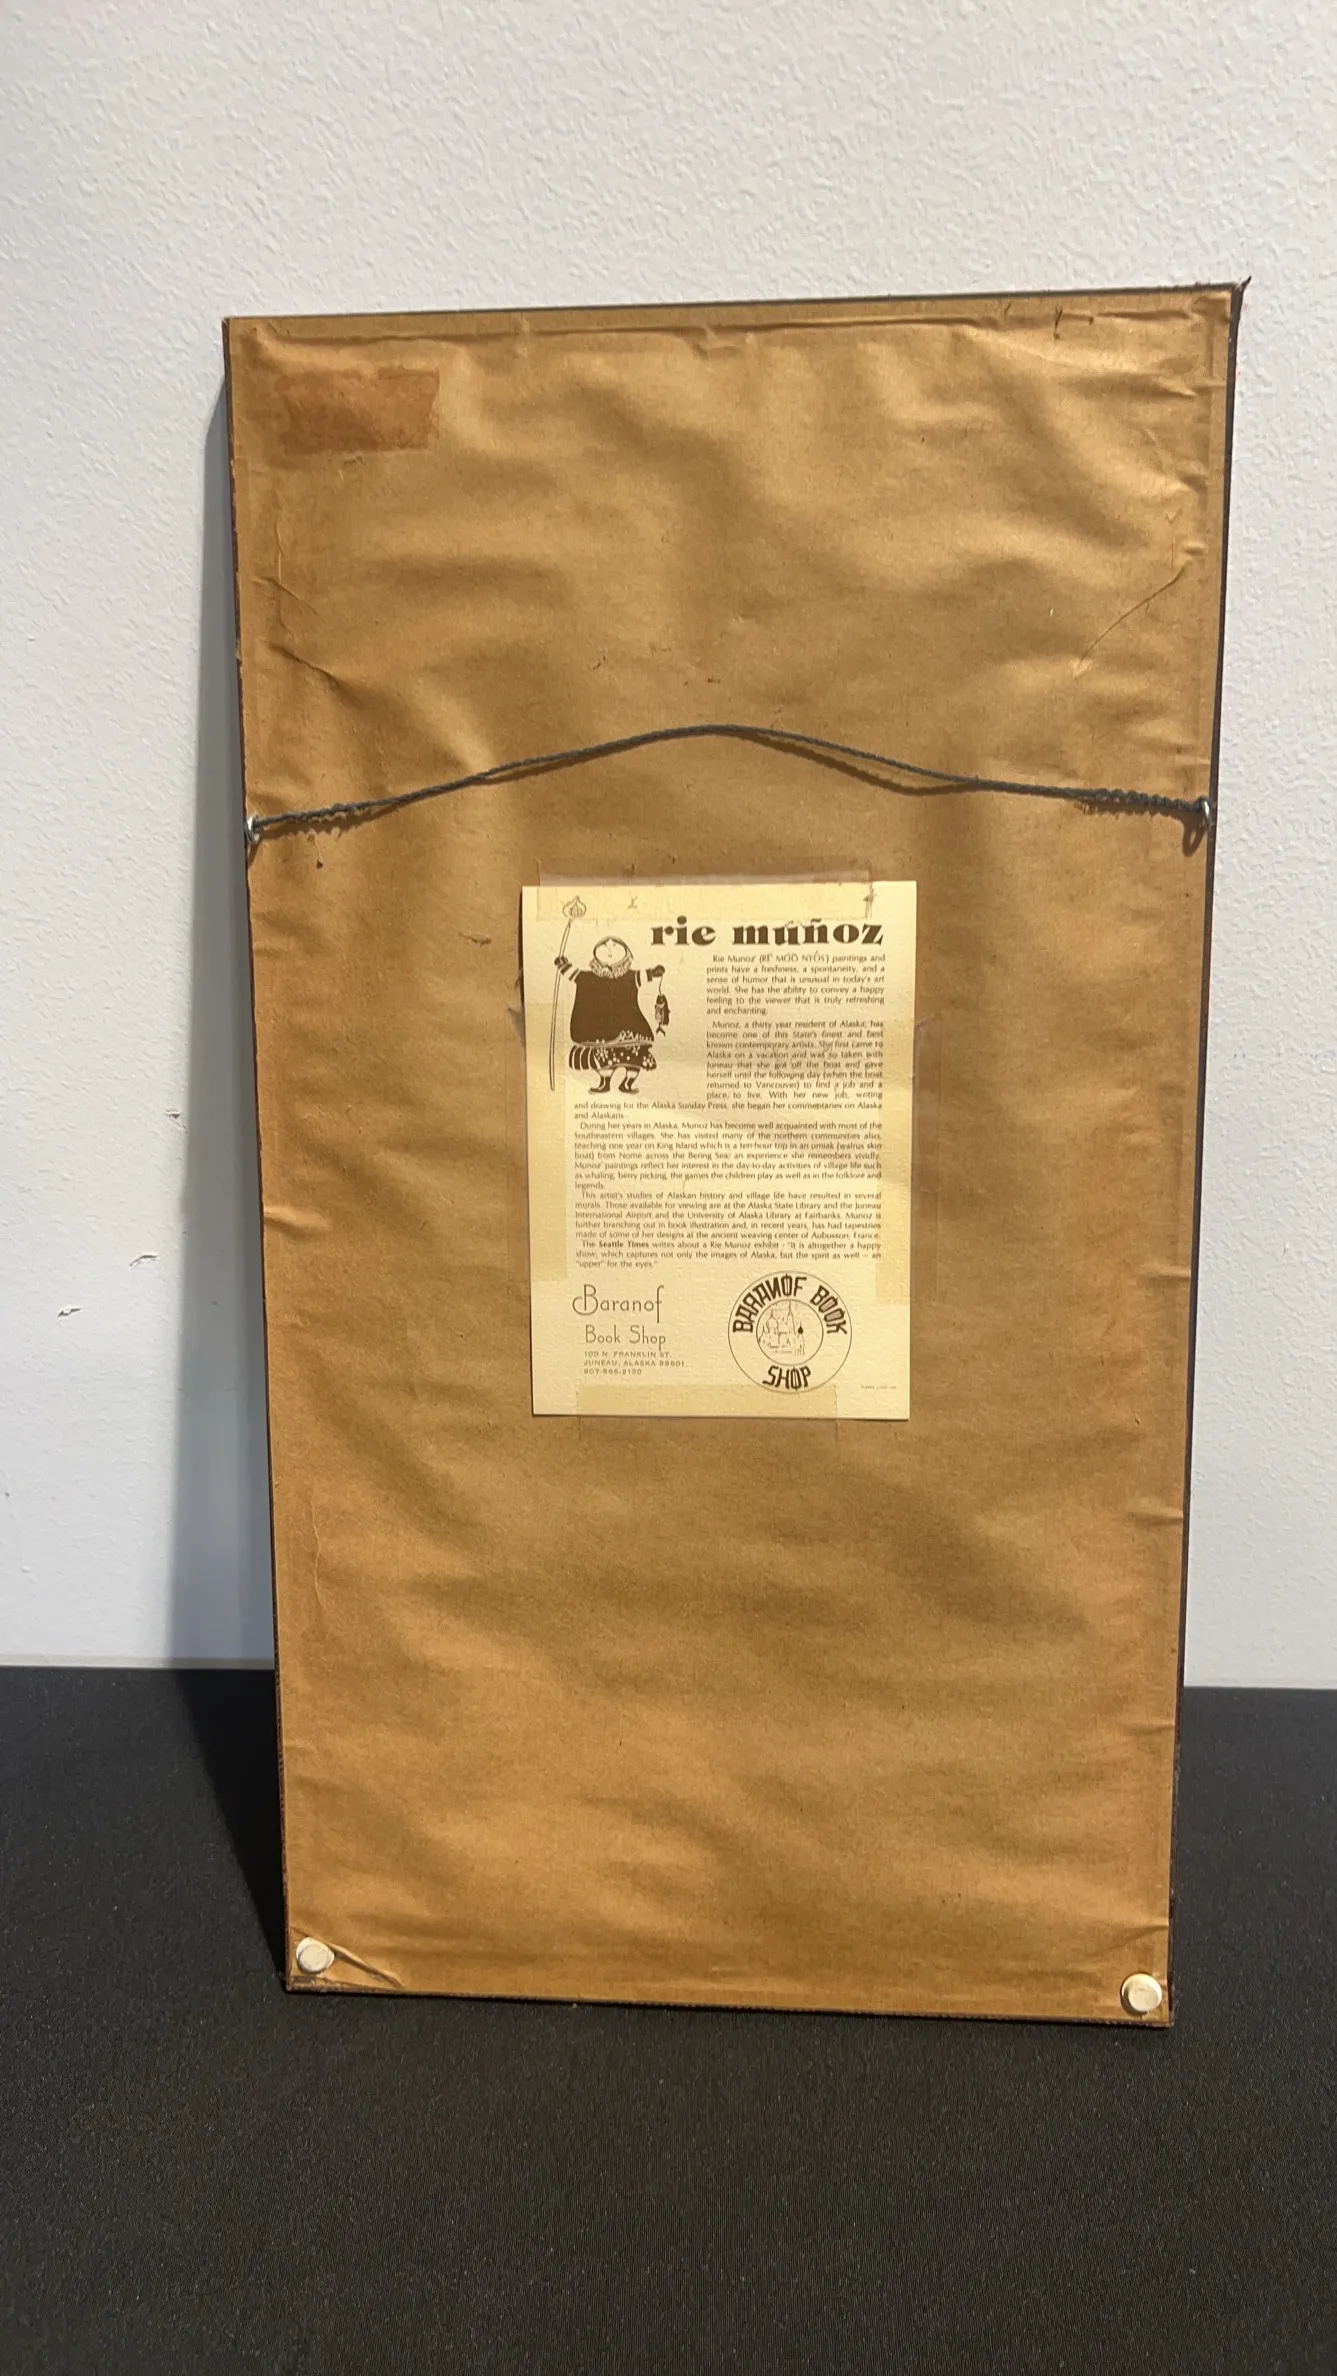 rie muñoz
Rie Munoz (RĒ MOO NYŌS) paintings and
prints have a freshness, a spontaneity, and a
sense of humor that is unusual in today's art
world. She has the ability to convey a happy
feeling to the viewer that is truly refreshing
and enchanting.
Munoz, a thirty year resident of Alaska, has
become one of this State's finest and best
known contemporary artists. She first came to
Alaska on a vacation and was so taken with
Juneau that she got off the boat and gave
herself until the following day (when the boat
returned to Vancouver) to find a job and a
place to live. With her new job, writing
and drawing for the Alaska Sunday Press, she began her commentaries on Alaska
and Alaskans.
During her years in Alaska, Munoz has become well acquainted with most of the
Southeastern villages. She has visited many of the northern communities also,
teaching one year on King Island which is a ten-hour trip in an umiak (walrus skin
boat) from Nome across the Bering Sea; an experience she remembers vividly.
Munoz' paintings reflect her interest in the day-to-day activities of village life such
as whaling, berry picking, the games the children play as well as in the folklore and
legends.
This artist's studies of Alaskan history and village life have resulted in several
murals. Those available for viewing are at the Alaska State Library and the Juneau
International Airport and the University of Alaska Library at Fairbanks. Munoz is
further branching out in book illustration and, in recent years, has had tapestries
made of some of her designs at the ancient weaving center of Aubusson, France.
The Seattle Times writes about a Rie Munoz exhibit - "It is altogether a happy
show, which captures not only the images of Alaska, but the spirit as well — an
"upper" for the eyes."
Baranof
Book Shop
109 N. FRANKLIN ST.
JUNEAU, ALASKA 99801
907-586-2130
BARANOF BOOK
SHOP